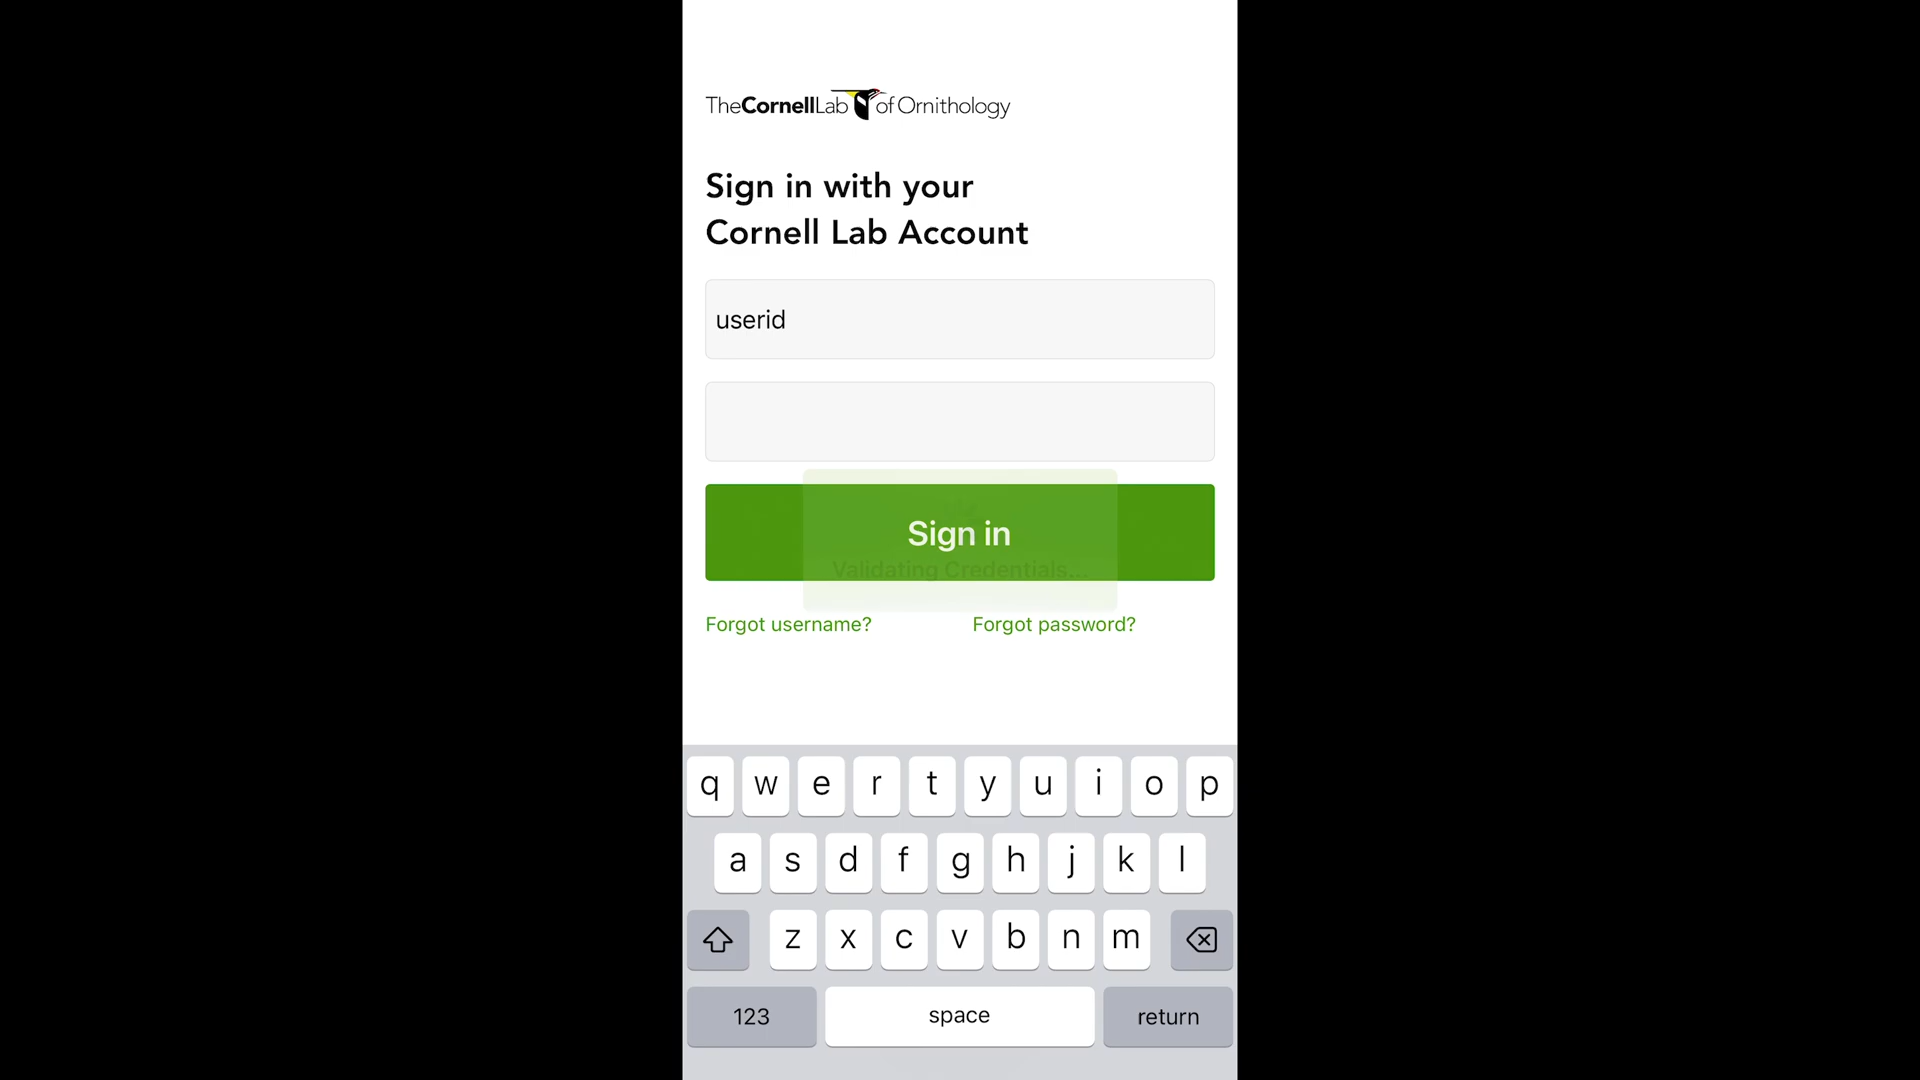 TheCornellLab of Ornithology
Sign in with your
Cornell Lab Account
userid
Sign in
Validating Credentials...
Forgot username? Forgot password?
q w e r t y u i o p
a s d f g h j k l
z x c v b n m
123 space return